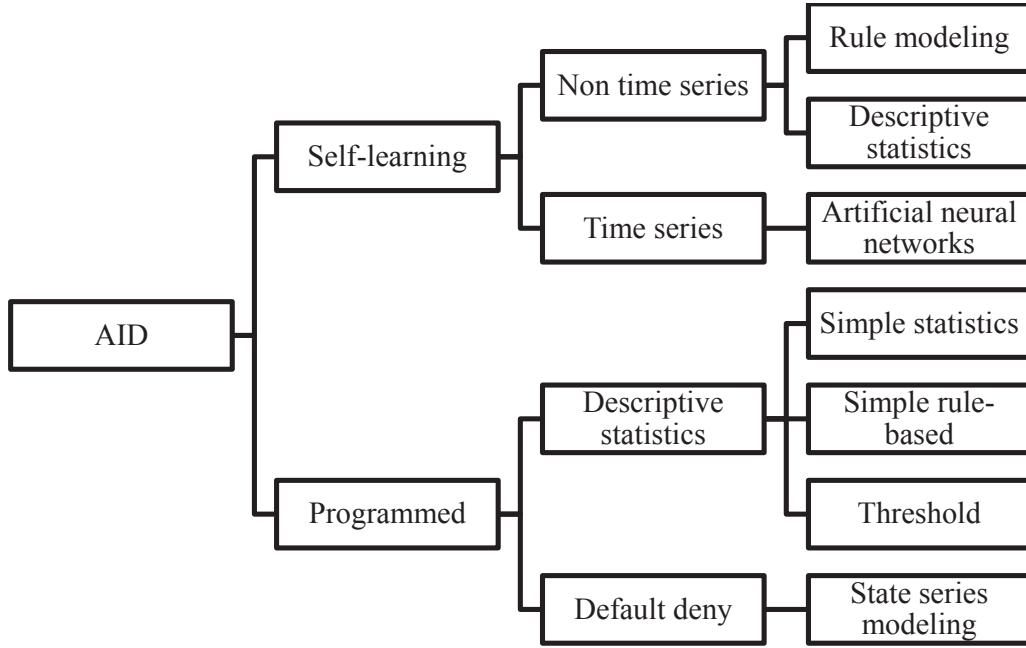 Rule modeling
Non time series
Descriptive
statistics
Self-learning
Time series
Artificial neural
networks
AID
Simple statistics
Descriptive
statistics
Simple rule-
based
Programmed
Threshold
Default deny
State series
modeling